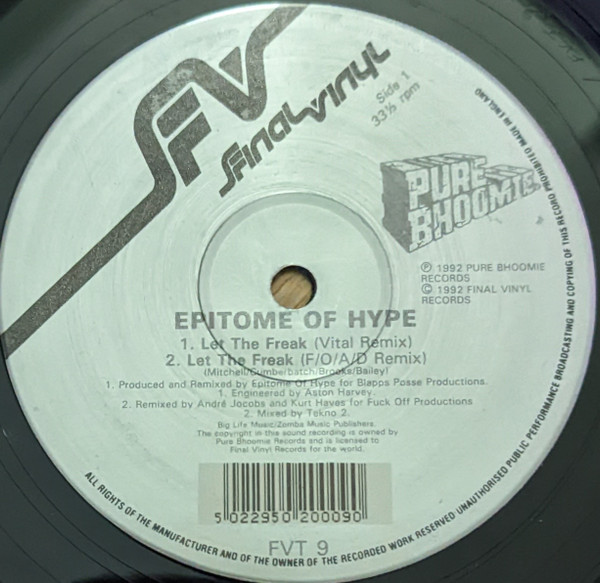 FV
Final Vinyl
Side 1
33⅓ rpm
PURE
BHOOMIE
℗ 1992 PURE BHOOMIE
RECORDS
© 1992 FINAL VINYL
RECORDS
EPITOME OF HYPE
1. Let The Freak (Vital Remix)
2. Let The Freak (F/O/A/D Remix)
(Mitchell/Cumbelbatch/Brooks/Bailey)
1. Produced and Remixed by Epitome Of Hype for Blapps Posse Productions.
1. Engineered by Aston Harvey.
2. Remixed by André Jocobs and Kurt Hayes for Fuck Off Productions
2. Mixed by Tekno 2.
Big Life Music/Zomba Music Publishers.
The copyright in this sound recording is owned by
Pure Bhoomie Records and is licensed to
Final Vinyl Records for the world.
5 022950 200090
FVT 9
ALL RIGHTS OF THE MANUFACTURER AND OF THE OWNER OF THE RECORDED WORK RESERVED·UNAUTHORISED PUBLIC PERFORMANCE BROADCASTING AND COPYING OF THIS RECORD PROHIBITED MADE IN ENGLAND